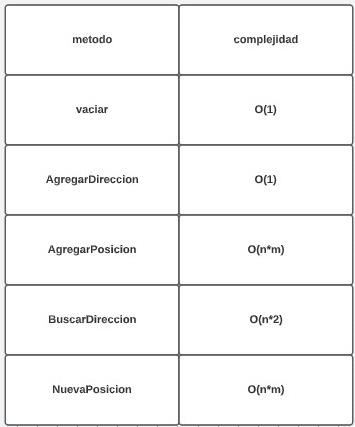 metodo complejidad
vaciar O(1)
AgregarDireccion O(1)
AgregarPosicion O(n*m)
BuscarDireccion O(n*2)
NuevaPosicion O(n*m)